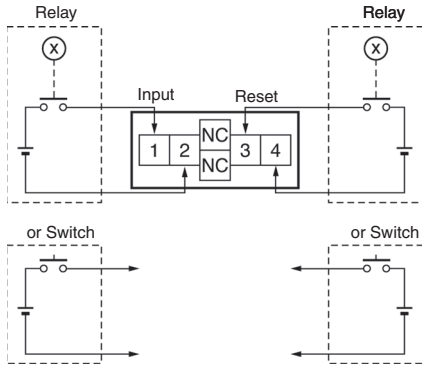 Relay
Relay
X
X
Input
Reset
NC
1 2 3 4
NC
or Switch
or Switch